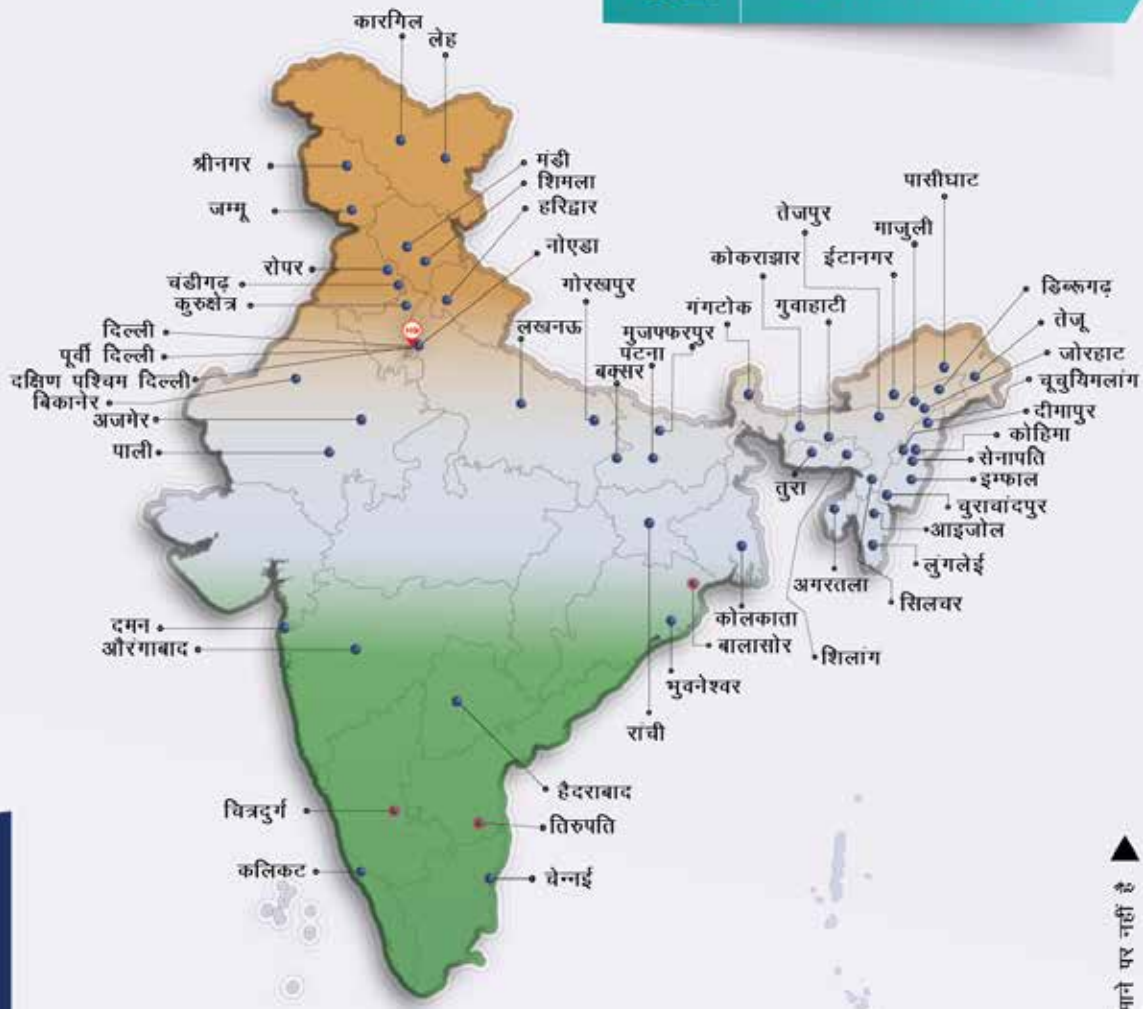 कारगिल
लेह
श्रीनगर
जम्मू
मंडी
शिमला
हरिद्वार
नोएडा
रोपर
चंडीगढ़
कुरुक्षेत्र
दिल्ली
पूर्वी दिल्ली
दक्षिण पश्चिम दिल्ली
बिकानेर
अजमेर
पाली
लखनऊ
गोरखपुर
बक्सर
पटना
मुजफ्फरपुर
गंगटोक
कोकराझार
गुवाहाटी
तेजपुर
ईटानगर
माजुली
पासीघाट
डिब्रूगढ़
तेजू
जोरहाट
चूचुयिमलांग
दीमापुर
कोहिमा
सेनापति
इम्फाल
चुराचांदपुर
आइजोल
लुंगलेई
तुरा
अगरतला
सिलचर
शिलांग
कोलकाता
बालासोर
भुवनेश्वर
रांची
दमन
औरंगाबाद
हैदराबाद
चित्रदुर्ग
तिरुपति
कलिकट
चेन्नई
पर नहीं है